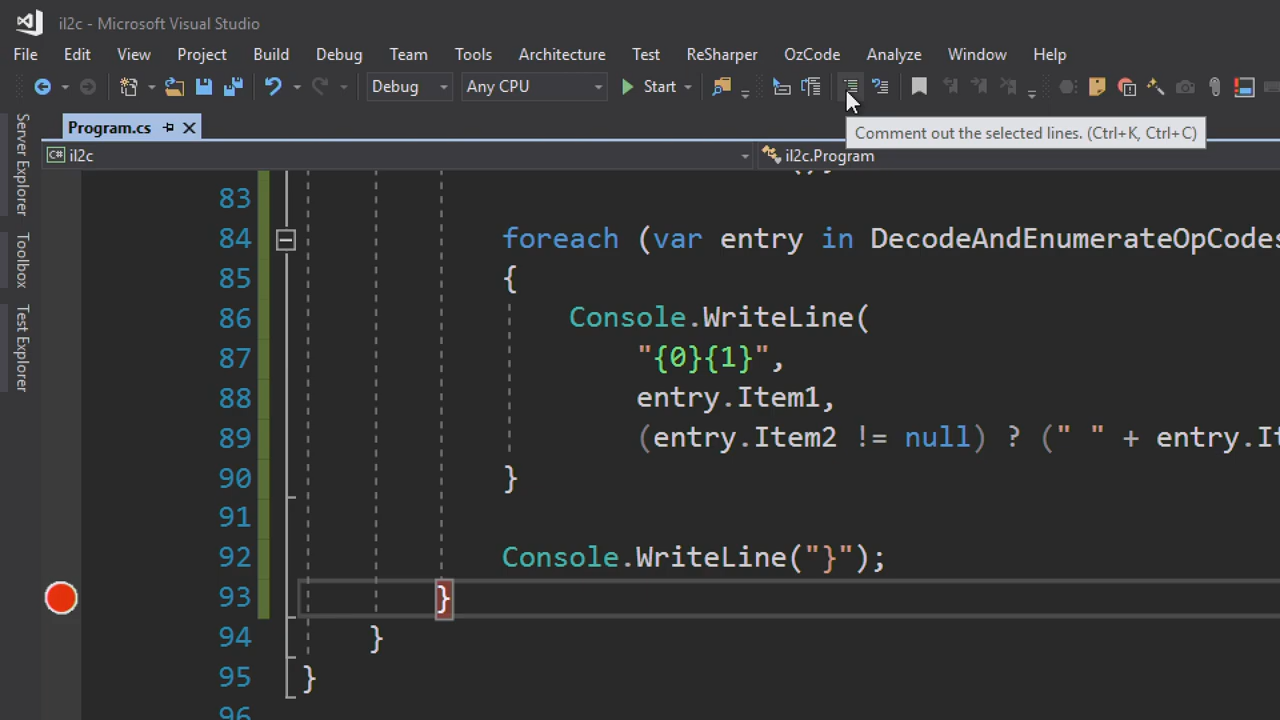 il2c - Microsoft Visual Studio
File Edit View Project Build Debug Team Tools Architecture Test ReSharper OzCode Analyze Window Help
Debug Any CPU Start
Program.cs
Comment out the selected lines. (Ctrl+K, Ctrl+C)
C# il2c il2c.Program
Server Explorer
Toolbox
Test Explorer
83
84 foreach (var entry in DecodeAndEnumerateOpCodes
85 {
86 Console.WriteLine(
87 "{0}{1}",
88 entry.Item1,
89 (entry.Item2 != null) ? (" " + entry.It
90 }
91
92 Console.WriteLine("}");
93 }
94 }
95 }
96